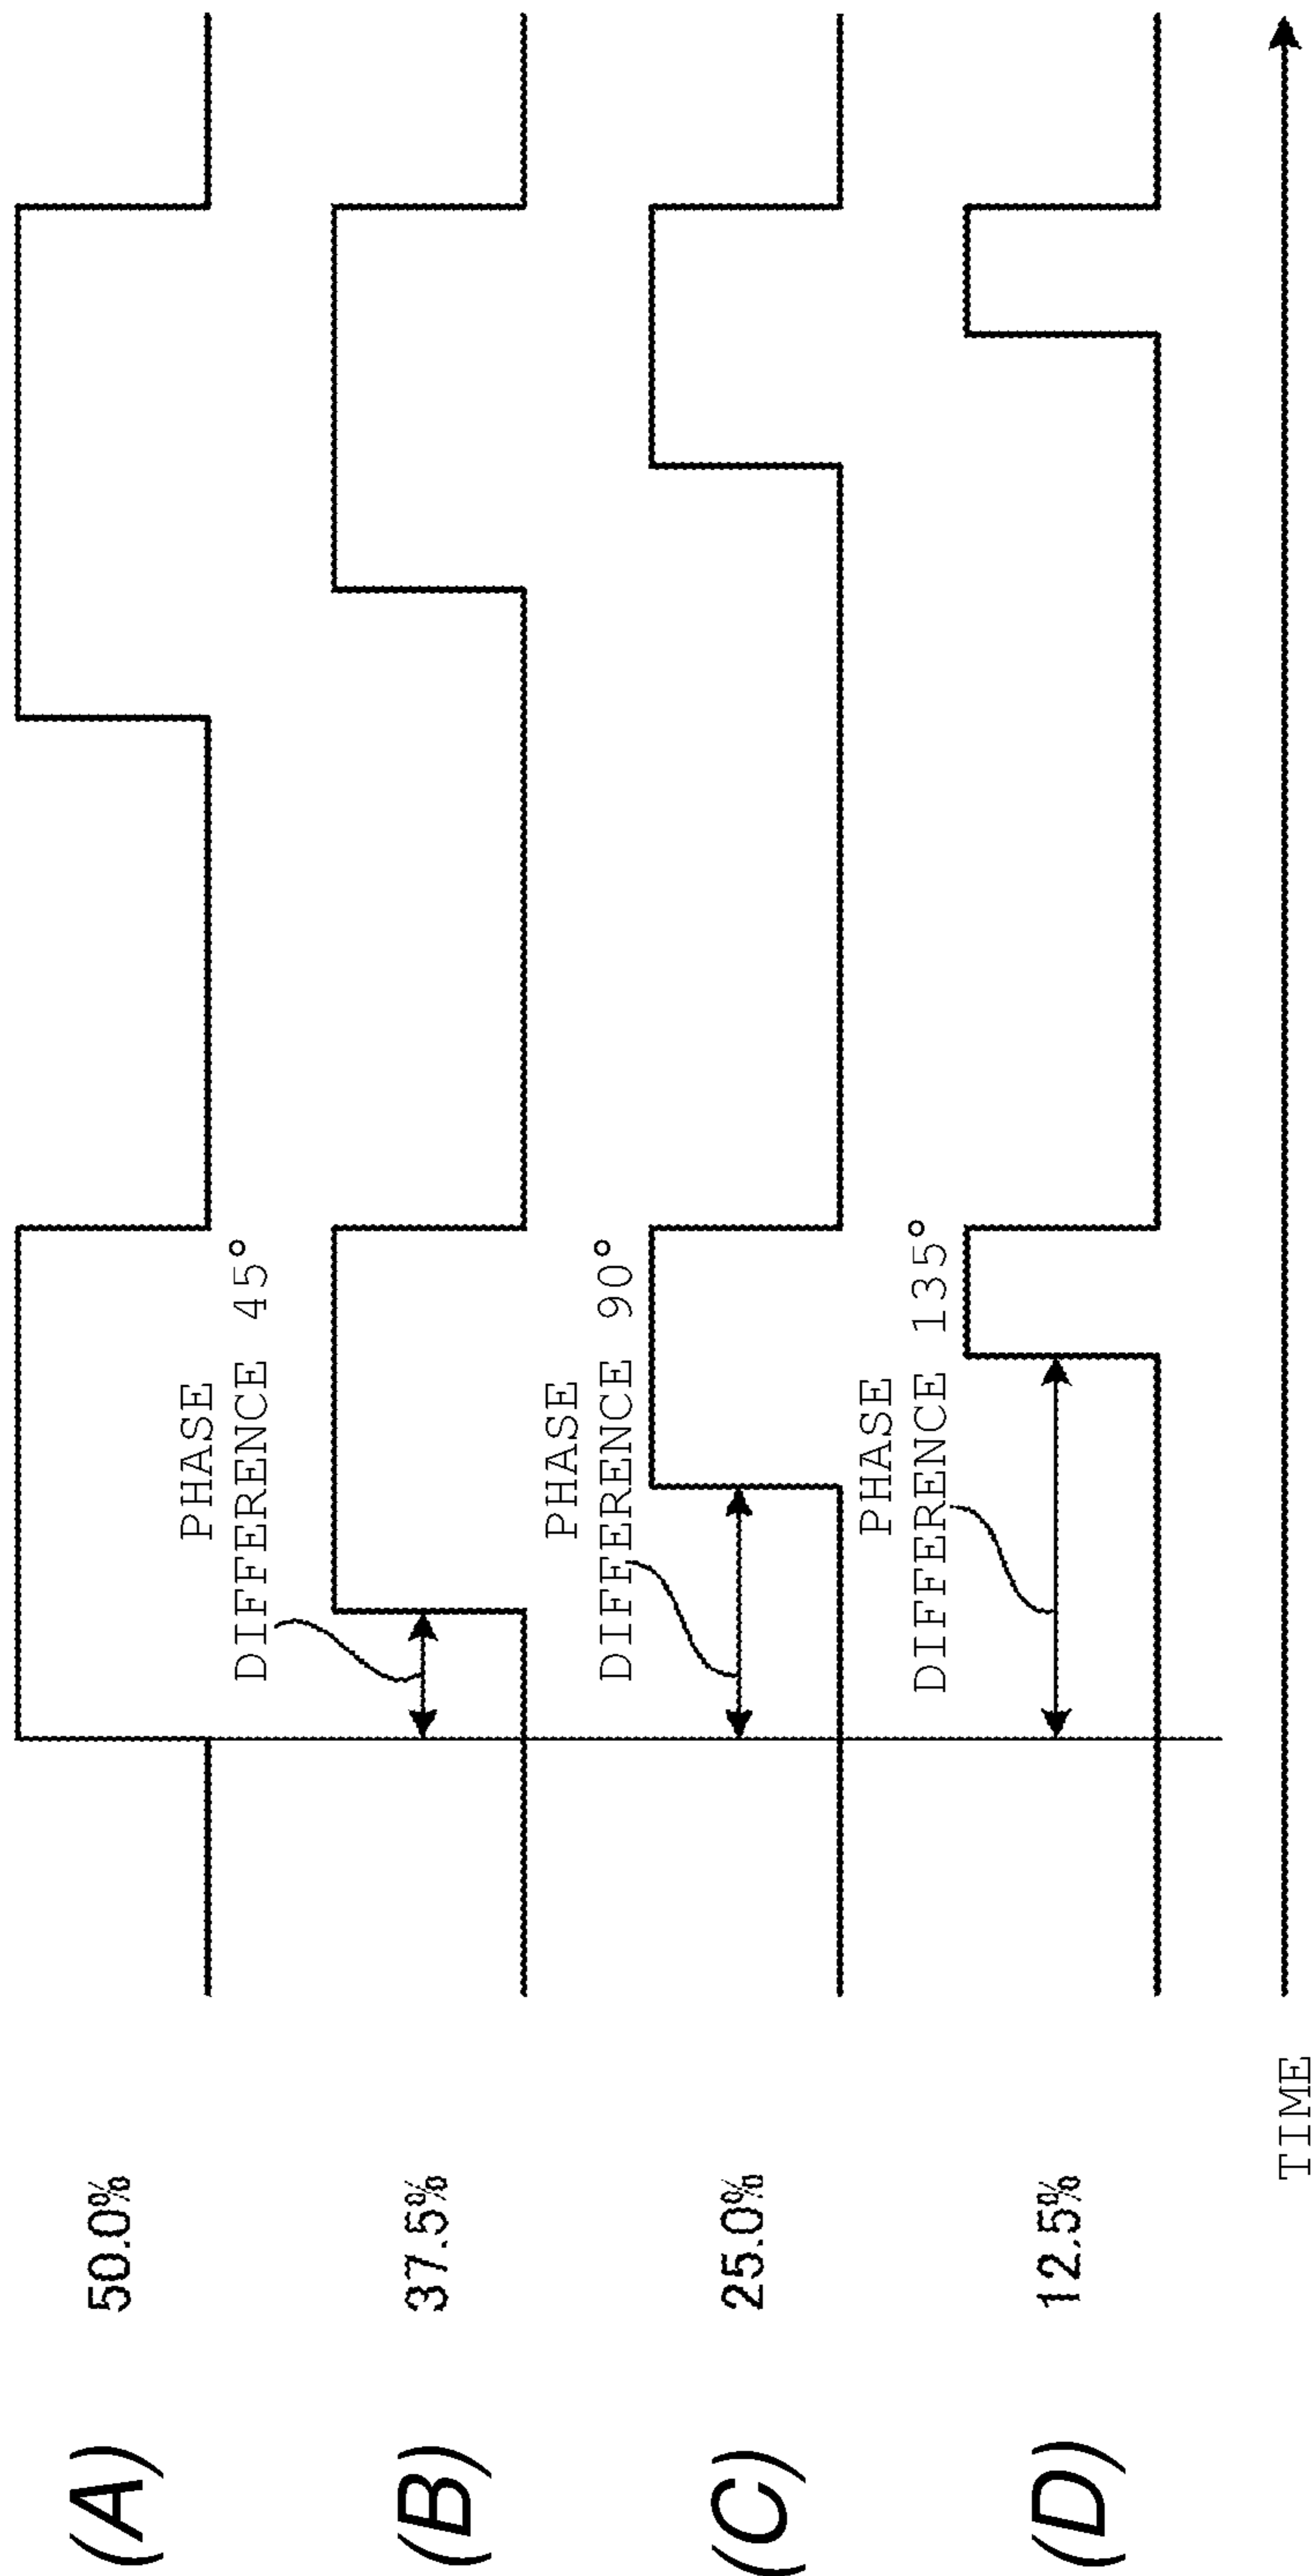 (A) 50.0%
PHASE
DIFFERENCE 45°
(B) 37.5%
PHASE
DIFFERENCE 90°
(C) 25.0%
PHASE
DIFFERENCE 135°
(D) 12.5%
TIME